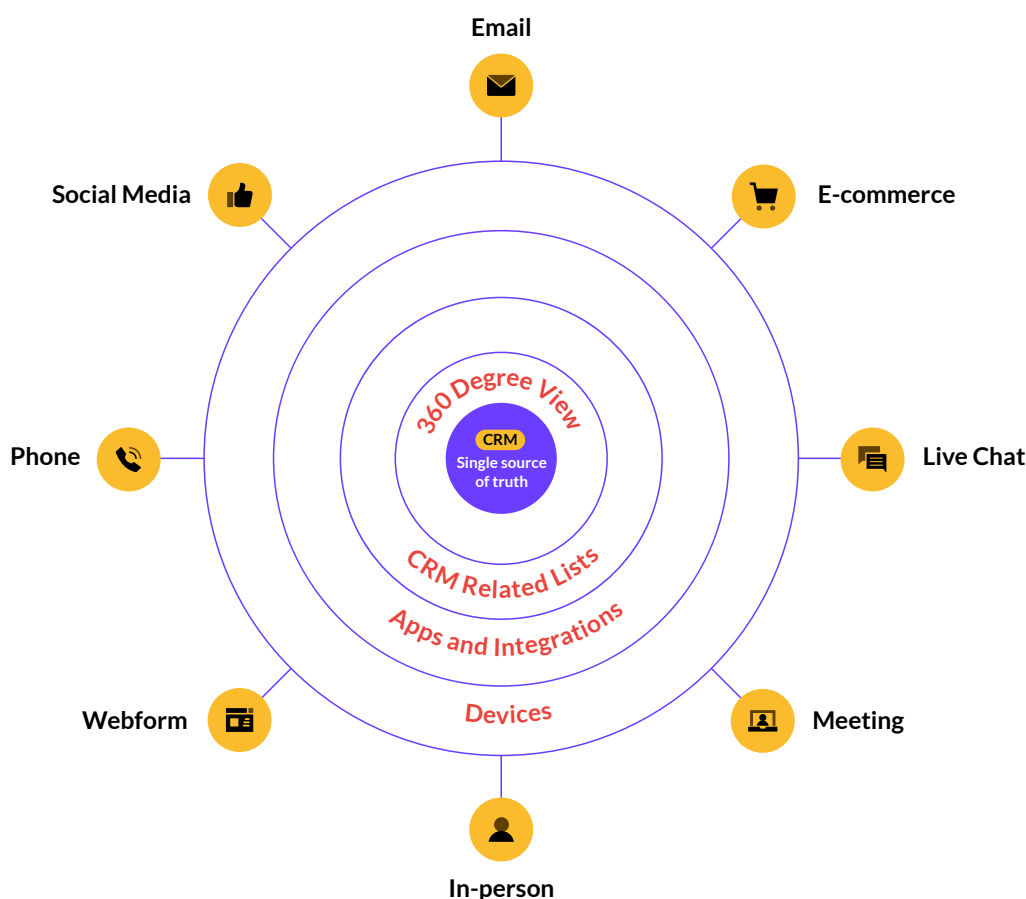 Email
Social Media
E-commerce
360 Degree View
CRM
Single source
of truth
Phone
Live Chat
CRM Related Lists
Apps and Integrations
Devices
Webform
Meeting
In-person